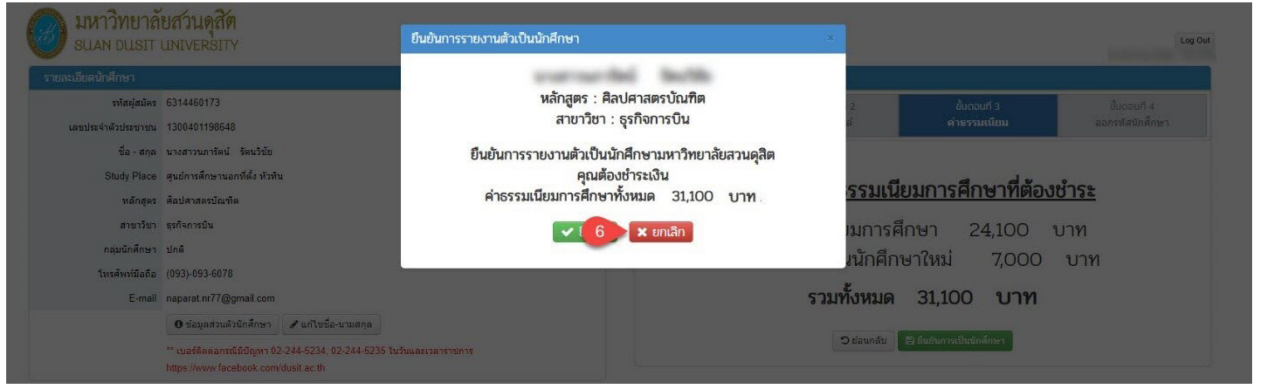 มหาวิทยาลัยสวนดุสิต
SUAN DUSIT UNIVERSITY
Log Out
รายละเอียดนักศึกษา
รหัสผู้สมัคร 6314460173
เลขประจำตัวประชาชน 1300401198648
ชื่อ - สกุล นางสาวนภารัตน์ รัตนวิชัย
Study Place ศูนย์การศึกษานอกที่ตั้ง หัวหิน
หลักสูตร ศิลปศาสตรบัณฑิต
สาขาวิชา ธุรกิจการบิน
กลุ่มนักศึกษา ปกติ
โทรศัพท์มือถือ (093)-093-6078
E-mail naparat.nr77@gmail.com
ข้อมูลส่วนตัวนักศึกษา แก้ไขชื่อ-นามสกุล
** เบอร์ติดต่อกรณีมีปัญหา 02-244-5234, 02-244-5235 ในวันและเวลาราชการ
https://www.facebook.com/dusit.ac.th
ยืนยันการรายงานตัวเป็นนักศึกษา ×
หลักสูตร : ศิลปศาสตรบัณฑิต
สาขาวิชา : ธุรกิจการบิน
ยืนยันการรายงานตัวเป็นนักศึกษามหาวิทยาลัยสวนดุสิต
คุณต้องชำระเงิน
ค่าธรรมเนียมการศึกษาทั้งหมด 31,100 บาท .
6 ยกเลิก
2
ขั้นตอนที่ 3
ค่าธรรมเนียม
ขั้นตอนที่ 4
ออกรหัสนักศึกษา
รรมเนียมการศึกษาที่ต้องชำระ
ยมการศึกษา 24,100 บาท
นนักศึกษาใหม่ 7,000 บาท
รวมทั้งหมด 31,100 บาท
ย้อนกลับ ยืนยันการเป็นนักศึกษา